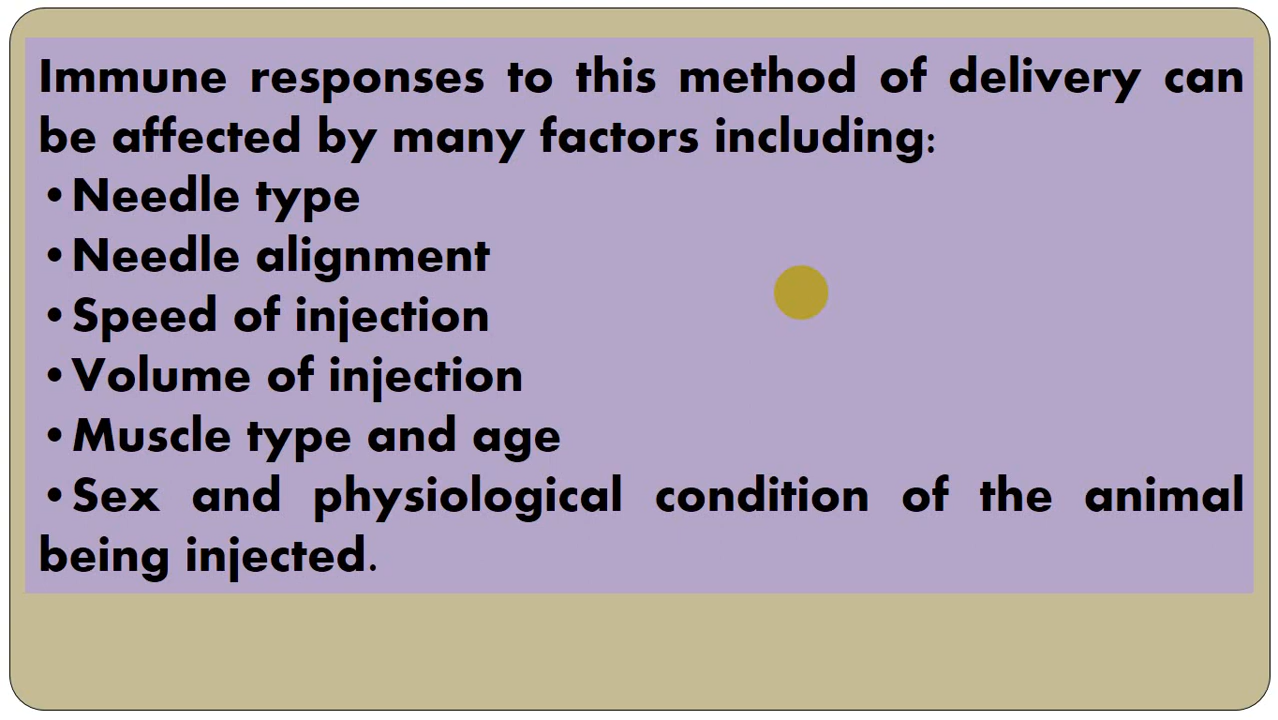 Immune responses to this method of delivery can
be affected by many factors including:
•Needle type
•Needle alignment
•Speed of injection
•Volume of injection
•Muscle type and age
•Sex and physiological condition of the animal
being injected.